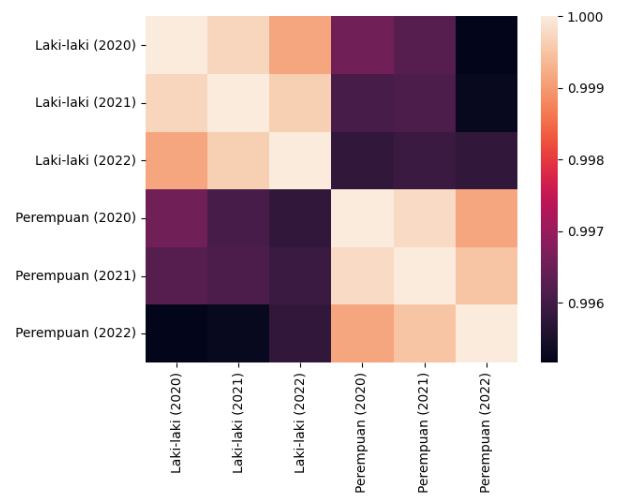 Laki-laki (2020)
Laki-laki (2021)
Laki-laki (2022)
Perempuan (2020)
Perempuan (2021)
Perempuan (2022)
Laki-laki (2020)
Laki-laki (2021)
Laki-laki (2022)
Perempuan (2020)
Perempuan (2021)
Perempuan (2022)
1.000
0.999
0.998
0.997
0.996